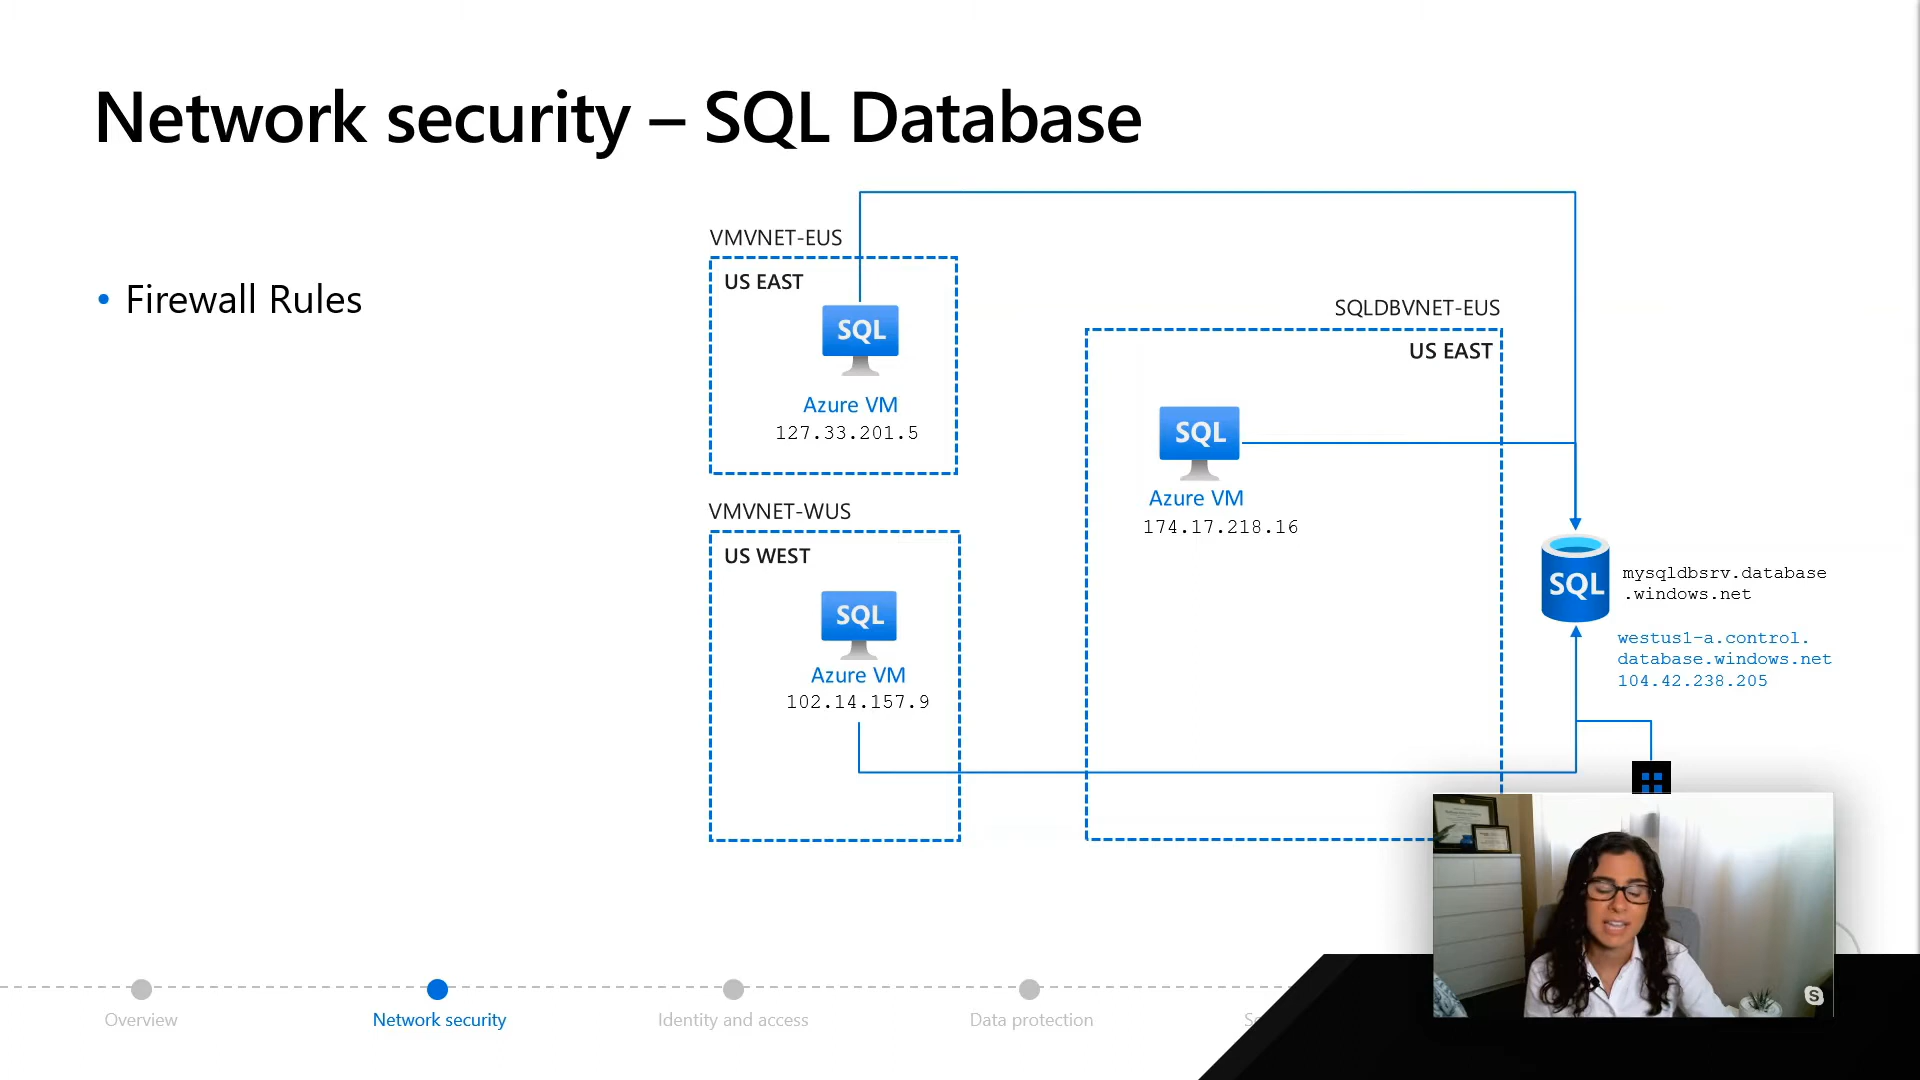 Network security – SQL Database
• Firewall Rules
VMVNET-EUS
US EAST
SQL
Azure VM
127.33.201.5
VMVNET-WUS
US WEST
SQL
Azure VM
102.14.157.9
SQLDBVNET-EUS
US EAST
SQL
Azure VM
174.17.218.16
SQL
mysqldbsrv.database
.windows.net
westus1-a.control.
database.windows.net
104.42.238.205
Overview
Network security
Identity and access
Data protection